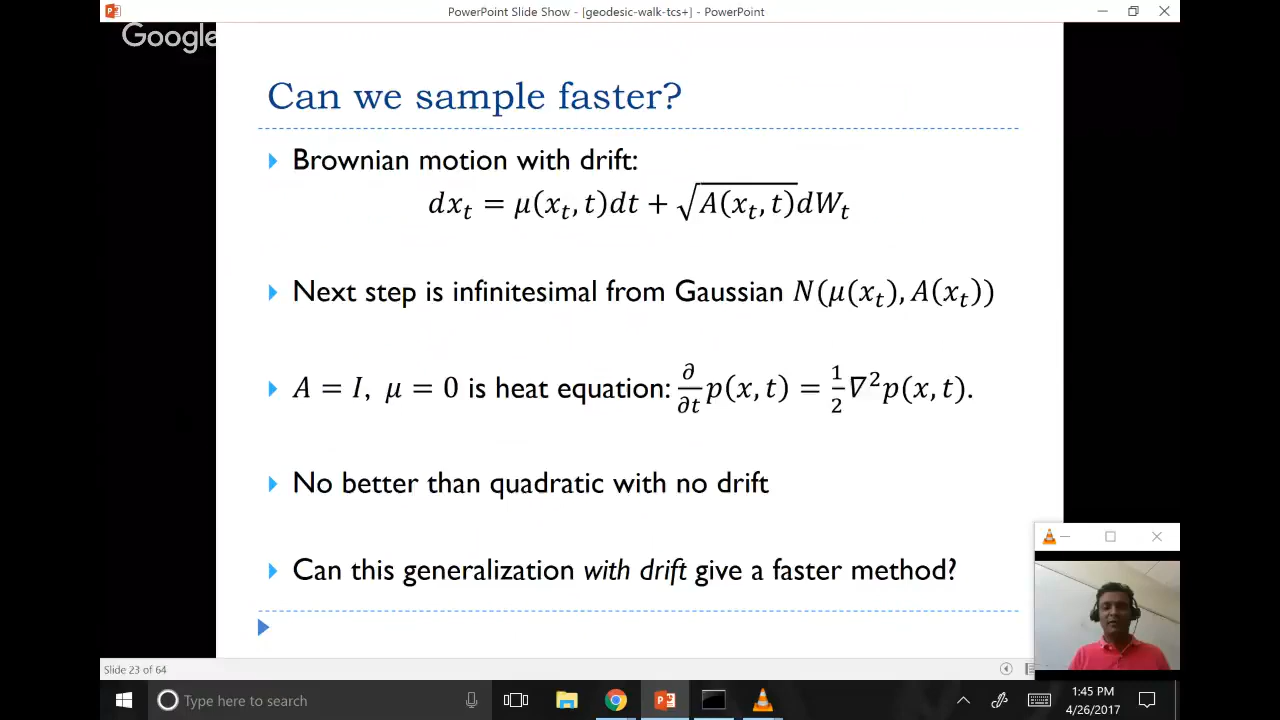 PowerPoint Slide Show - [geodesic-walk-tcs+] - PowerPoint
Google
Can we sample faster?
Brownian motion with drift:
dx_t = μ(x_t, t)dt + √A(x_t, t)dW_t
Next step is infinitesimal from Gaussian N(μ(x_t), A(x_t))
A = I, μ = 0 is heat equation: ∂/∂t p(x, t) = 1/2 ∇²p(x, t).
No better than quadratic with no drift
Can this generalization with drift give a faster method?
Slide 23 of 64
Type here to search
1:45 PM
4/26/2017